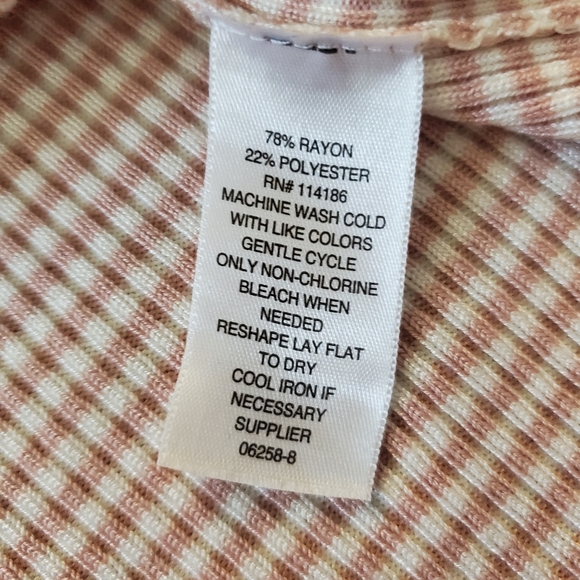 78% RAYON
22% POLYESTER
RN# 114186
MACHINE WASH COLD
WITH LIKE COLORS
GENTLE CYCLE
ONLY NON-CHLORINE
BLEACH WHEN
NEEDED
RESHAPE LAY FLAT
TO DRY
COOL IRON IF
NECESSARY
SUPPLIER
06258-8